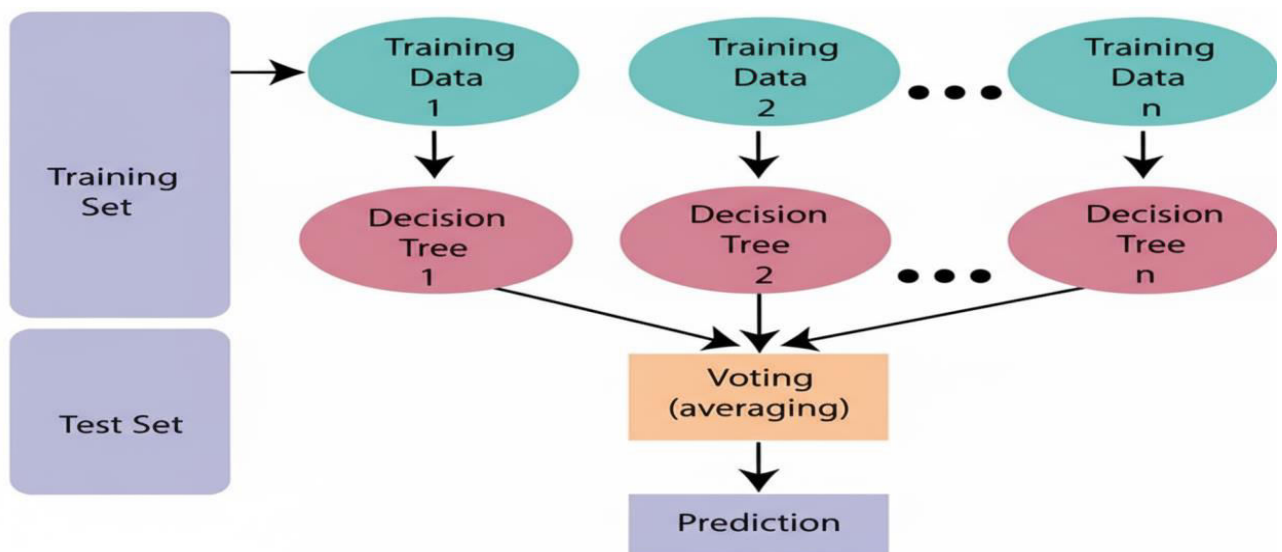 Training
Set
Test Set
Training
Data
1
Training
Data
2
Training
Data
n
Decision
Tree
1
Decision
Tree
2
Decision
Tree
n
Voting
(averaging)
Prediction